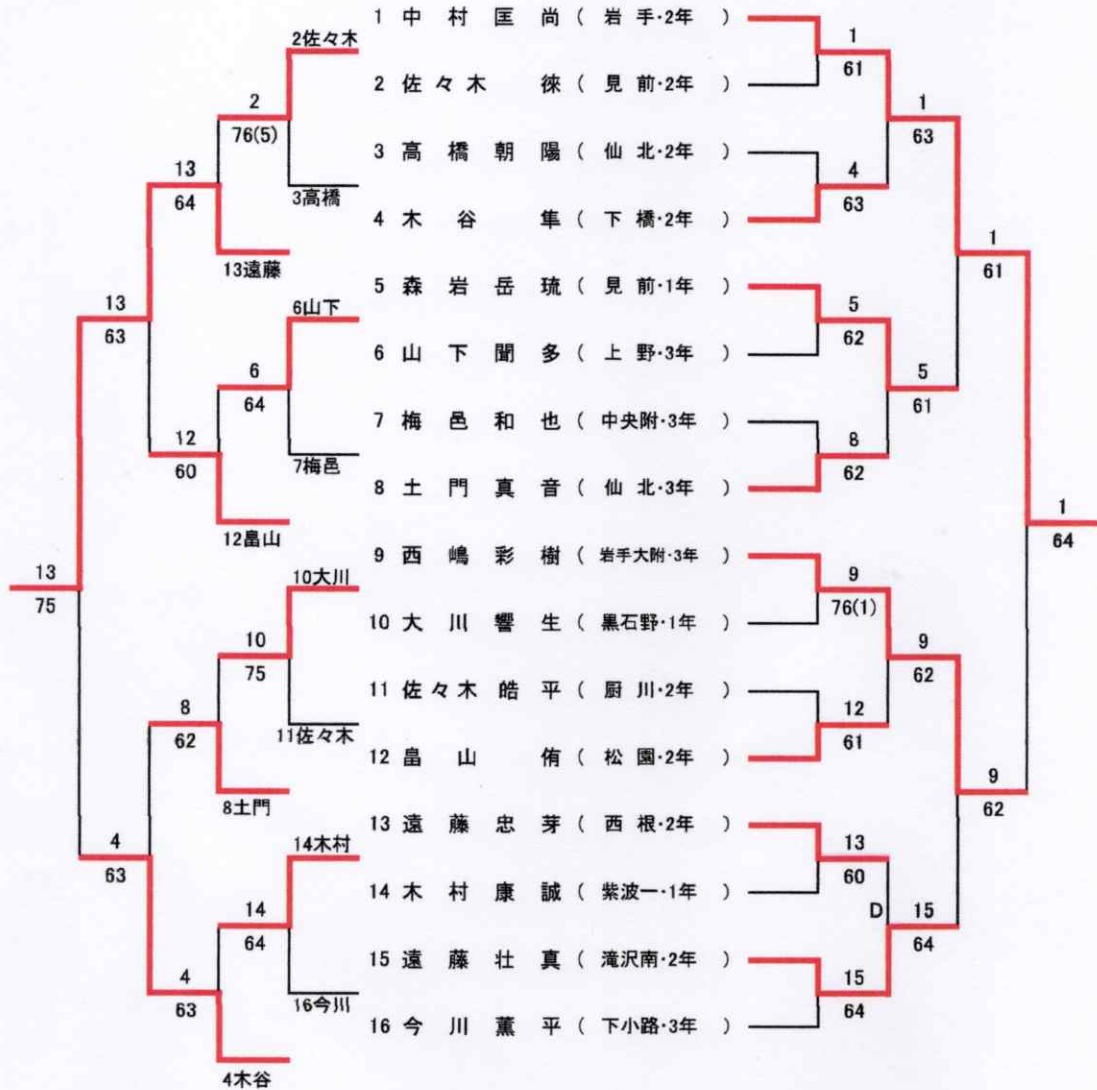 1 中村匡尚 ( 岩手・2年 )
2 佐々木 徠 ( 見前・2年 )
3 高橋朝陽 ( 仙北・2年 )
4 木谷 隼 ( 下橋・2年 )
5 森岩岳琉 ( 見前・1年 )
6 山下聞多 ( 上野・3年 )
7 梅邑和也 ( 中央附・3年 )
8 土門真音 ( 仙北・3年 )
9 西嶋彩樹 ( 岩手大附・3年
10 大川響生 ( 黒石野・1年 )
11 佐々木皓平 ( 厨川・2年 )
12 畠山 侑 ( 松園・2年 )
13 遠藤忠芽 ( 西根・2年 )
14 木村康誠 ( 紫波一・1年 )
15 遠藤壮真 ( 滝沢南・2年 )
16 今川薫平 ( 下小路・3年 )
2佐々木
2
76(5)
3高橋
13
64
13遠藤
13
63
6山下
6
64
7梅邑
12
60
12畠山
13
75
10大川
10
75
11佐々木
8
62
8土門
4
63
14木村
14
64
16今川
4
63
4木谷
1
61
1
63
4
63
1
61
5
62
5
61
8
62
1
64
9
76(1)
9
62
12
61
9
62
13
60
D
15
64
15
64